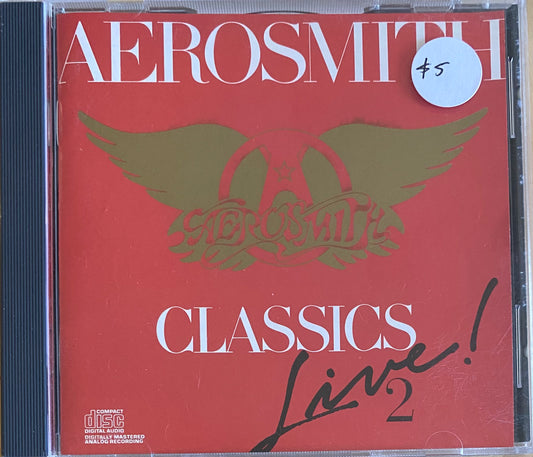 AEROSMITH
$5
AEROSMITH
CLASSICS
Live!
2
COMPACT
disc
DIGITAL AUDIO
DIGITALLY MASTERED
ANALOG RECORDING